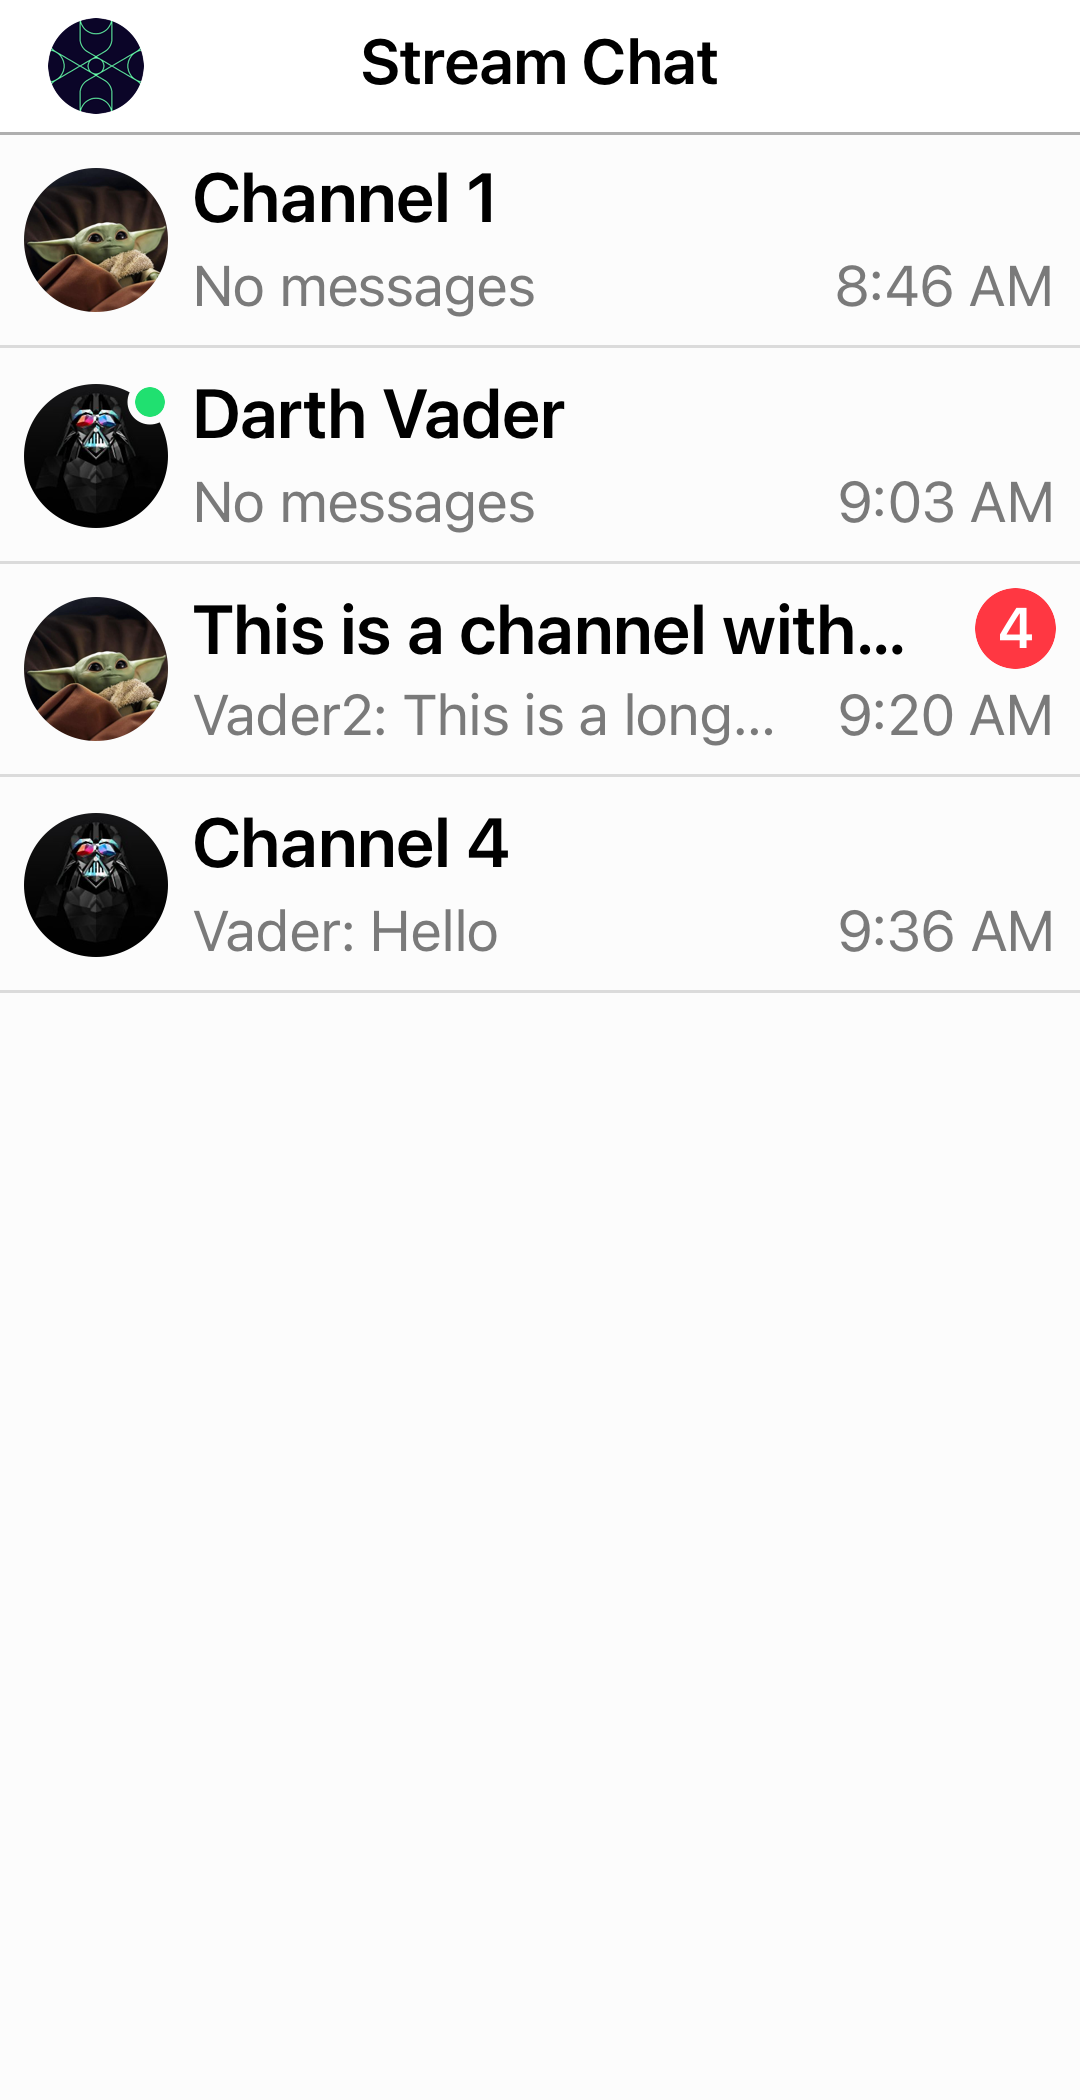 Stream Chat
Channel 1
No messages 8:46 AM
Darth Vader
No messages 9:03 AM
This is a channel with... 4
Vader2: This is a long... 9:20 AM
Channel 4
Vader: Hello 9:36 AM